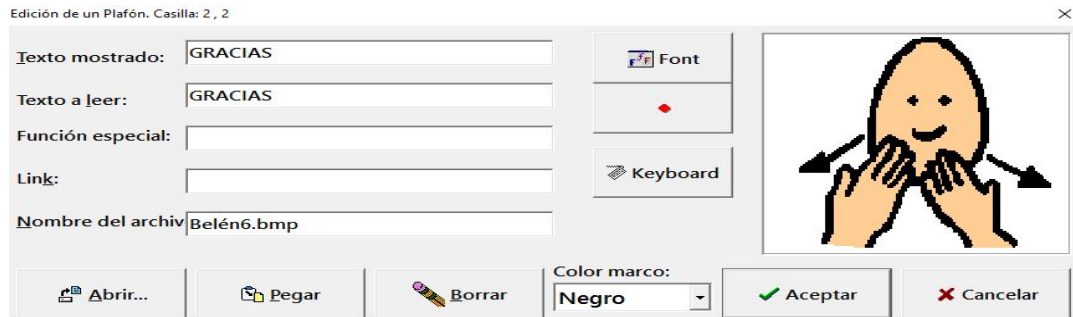 Edición de un Plafón. Casilla: 2 , 2
Texto mostrado: GRACIAS
Font
Texto a leer: GRACIAS
Función especial:
Link:
Keyboard
Nombre del archiv Belén6.bmp
Abrir...
Pegar
Borrar
Color marco:
Negro
Aceptar
Cancelar